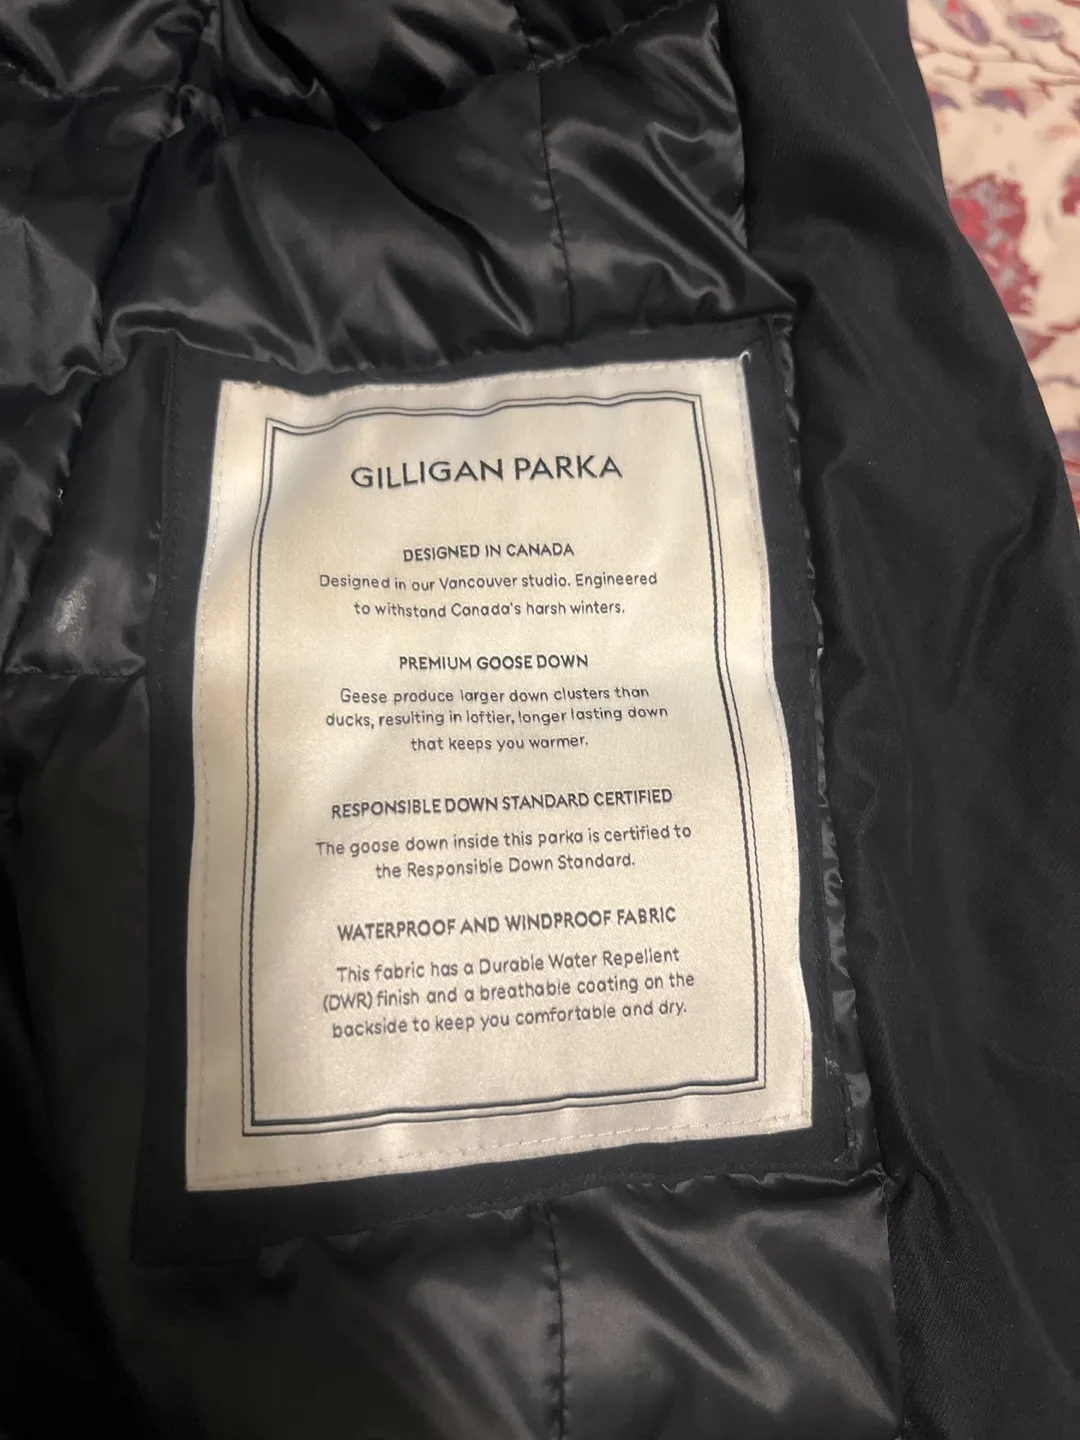 GILLIGAN PARKA
DESIGNED IN CANADA
Designed in our Vancouver studio. Engineered
to withstand Canada's harsh winters.
PREMIUM GOOSE DOWN
Geese produce larger down clusters than
ducks, resulting in loftier, longer lasting down
that keeps you warmer.
RESPONSIBLE DOWN STANDARD CERTIFIED
The goose down inside this parka is certified to
the Responsible Down Standard.
WATERPROOF AND WINDPROOF FABRIC
This fabric has a Durable Water Repellent
(DWR) finish and a breathable coating on the
backside to keep you comfortable and dry.